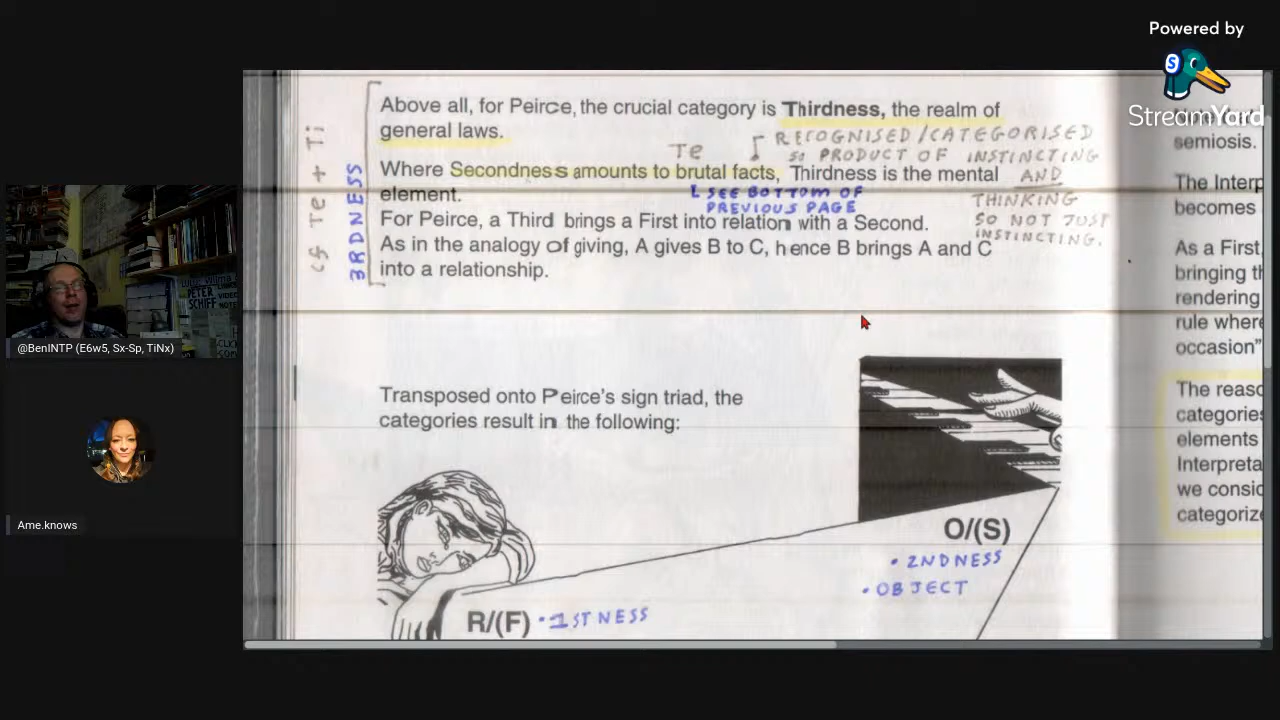 Powered by
S
StreamYard
Above all, for Peirce, the crucial category is Thirdness, the realm of
general laws.
Te
RECOGNISED/CATEGORISED
SO PRODUCT OF INSTINCTING
AND
THINKING
SO NOT JUST
INSTINCTING.
Where Secondness amounts to brutal facts, Thirdness is the mental
element.
SEE BOTTOM OF
PREVIOUS PAGE
For Peirce, a Third brings a First into relation with a Second.
As in the analogy of giving, A gives B to C, hence B brings A and C
into a relationship.
cf Te + Ti
3RDNESS
Transposed onto Peirce's sign triad, the
categories result in the following:
O/(S)
• 2NDNESS
• OBJECT
R/(F) • 1STNESS
semiosis.
The Interp
becomes
As a First,
bringing th
rendering
rule where
occasion"
The reaso
categories
elements
Interpreta
we consid
categorize
PETER
SCHIFF
VIDEO
NOTE
@BenINTP (E6w5, Sx-Sp, TiNx)
Ame.knows